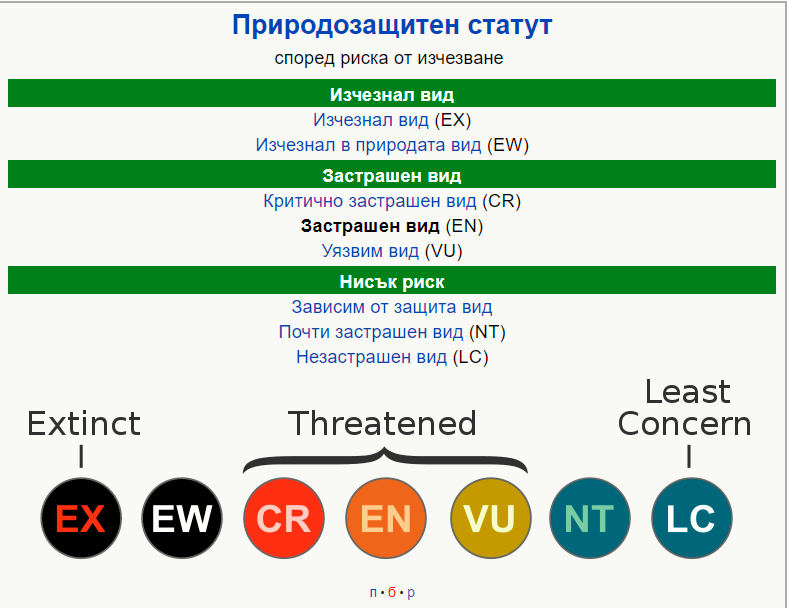 Природозащитен статут
според риска от изчезване
Изчезнал вид
Изчезнал вид (EX)
Изчезнал в природата вид (EW)
Застрашен вид
Критично застрашен вид (CR)
Застрашен вид (EN)
Уязвим вид (VU)
Нисък риск
Зависим от защита вид
Почти застрашен вид (NT)
Незастрашен вид (LC)
Extinct Threatened Least
Concern
EX EW CR EN VU NT LC
п • б • р